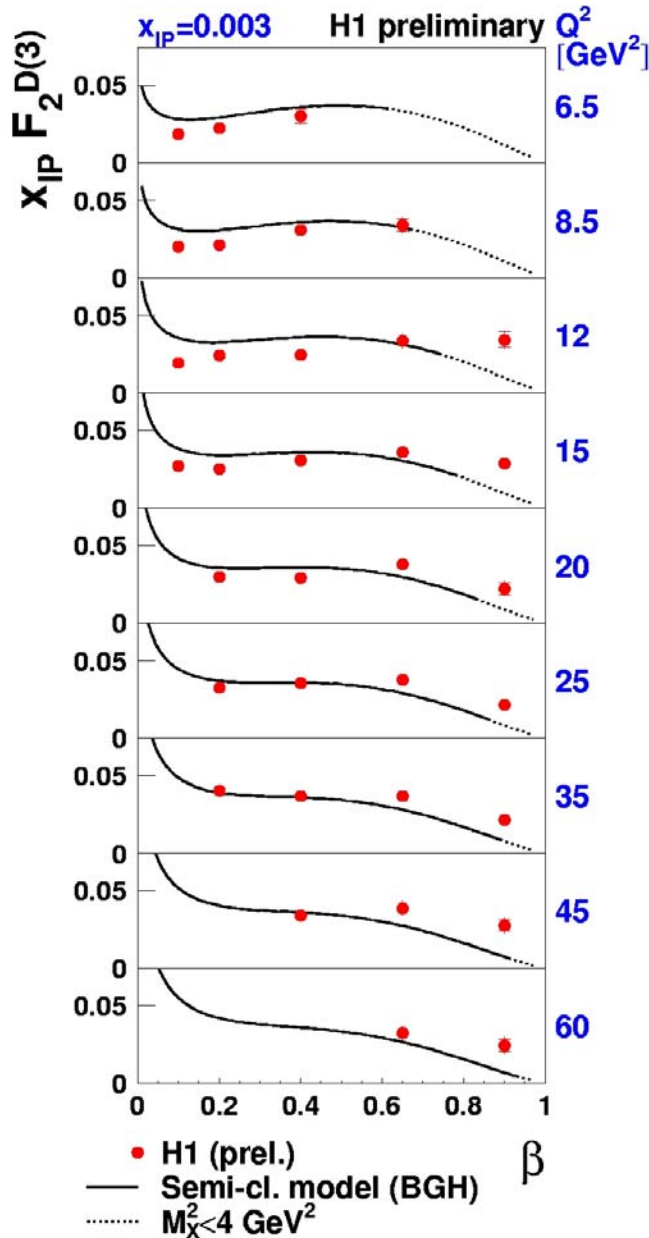 x_IP=0.003 H1 preliminary Q²
[GeV²]
x_IP F₂^D(3)
0.05 6.5
0
0.05 8.5
0
0.05 12
0
0.05 15
0
0.05 20
0
0.05 25
0
0.05 35
0
0.05 45
0
0.05 60
0
0 0.2 0.4 0.6 0.8 1
β
H1 (prel.)
Semi-cl. model (BGH)
M_X²<4 GeV²